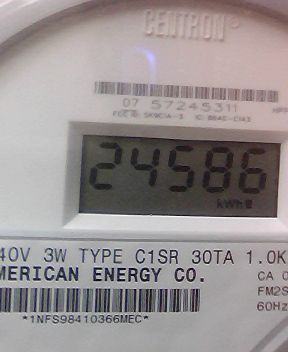 CENTRON®
07 57245311
24586
kWh
40V 3W TYPE C1SR 30TA 1.0K
MERICAN ENERGY CO.
CA 0
FM2S
60Hz
*1NFS98410366MEC*